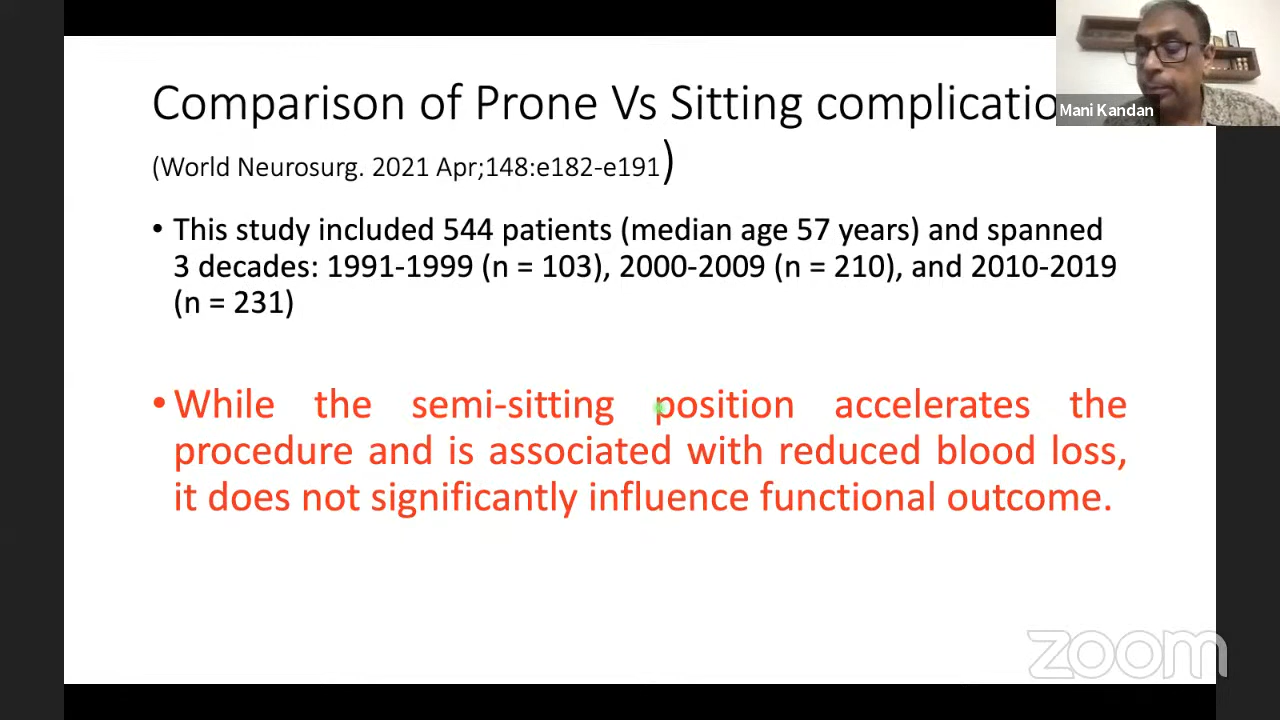 Comparison of Prone Vs Sitting complicatio
(World Neurosurg. 2021 Apr;148:e182-e191)
• This study included 544 patients (median age 57 years) and spanned
3 decades: 1991-1999 (n = 103), 2000-2009 (n = 210), and 2010-2019
(n = 231)
• While the semi-sitting position accelerates the
procedure and is associated with reduced blood loss,
it does not significantly influence functional outcome.
Mani Kandan
zoom